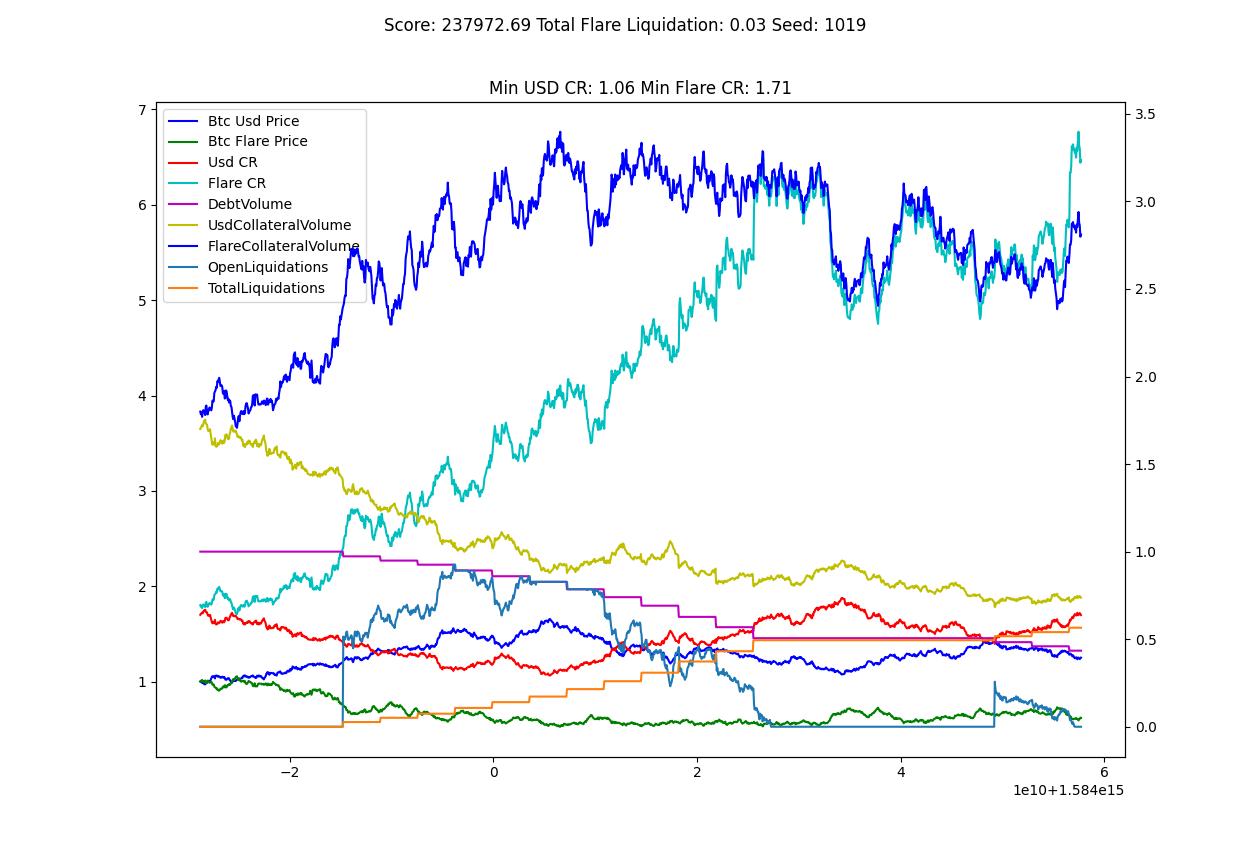 Score: 237972.69 Total Flare Liquidation: 0.03 Seed: 1019
Min USD CR: 1.06 Min Flare CR: 1.71
Btc Usd Price
Btc Flare Price
Usd CR
Flare CR
DebtVolume
UsdCollateralVolume
FlareCollateralVolume
OpenLiquidations
TotalLiquidations
7
6
5
4
3
2
1
3.5
3.0
2.5
2.0
1.5
1.0
0.5
0.0
−2 0 2 4 6
1e10+1.584e15